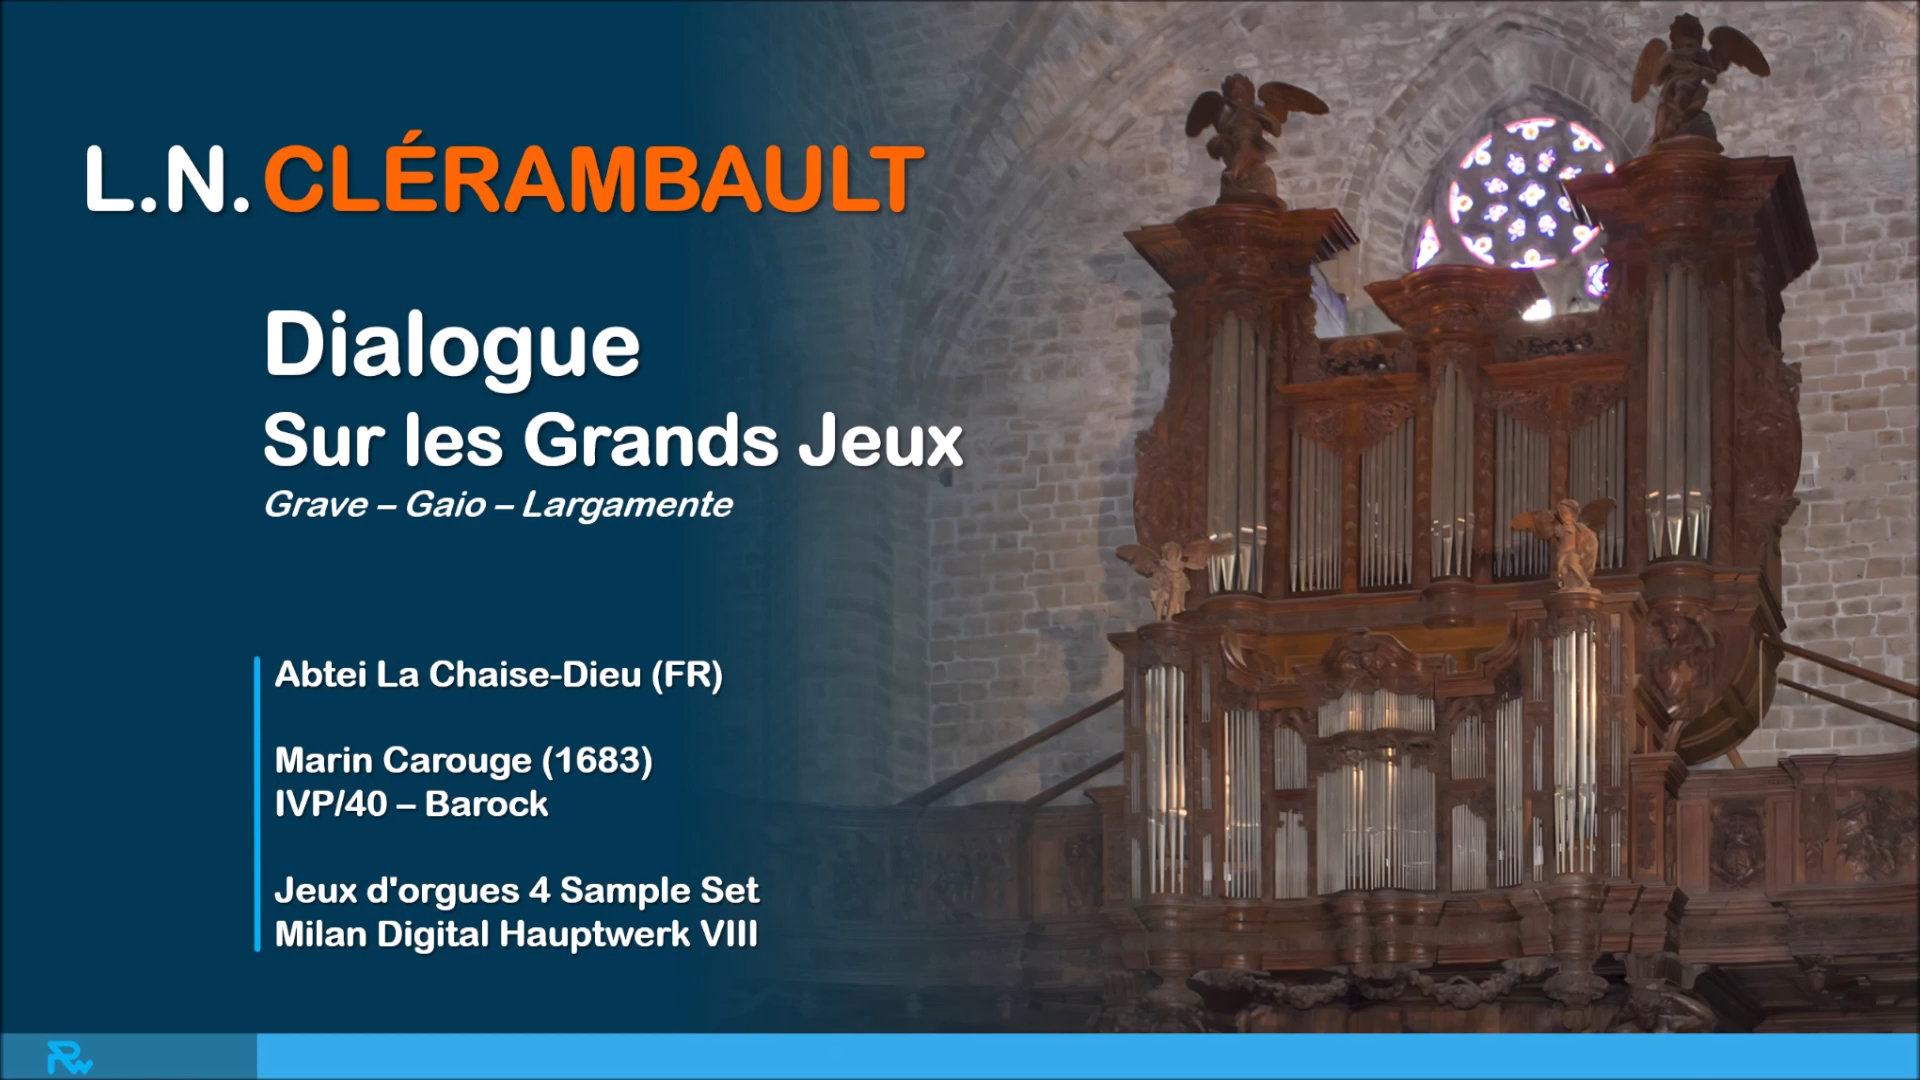 L.N. CLÉRAMBAULT
Dialogue
Sur les Grands Jeux
Grave – Gaio – Largamente
Abtei La Chaise-Dieu (FR)
Marin Carouge (1683)
IVP/40 – Barock
Jeux d'orgues 4 Sample Set
Milan Digital Hauptwerk VIII
RW